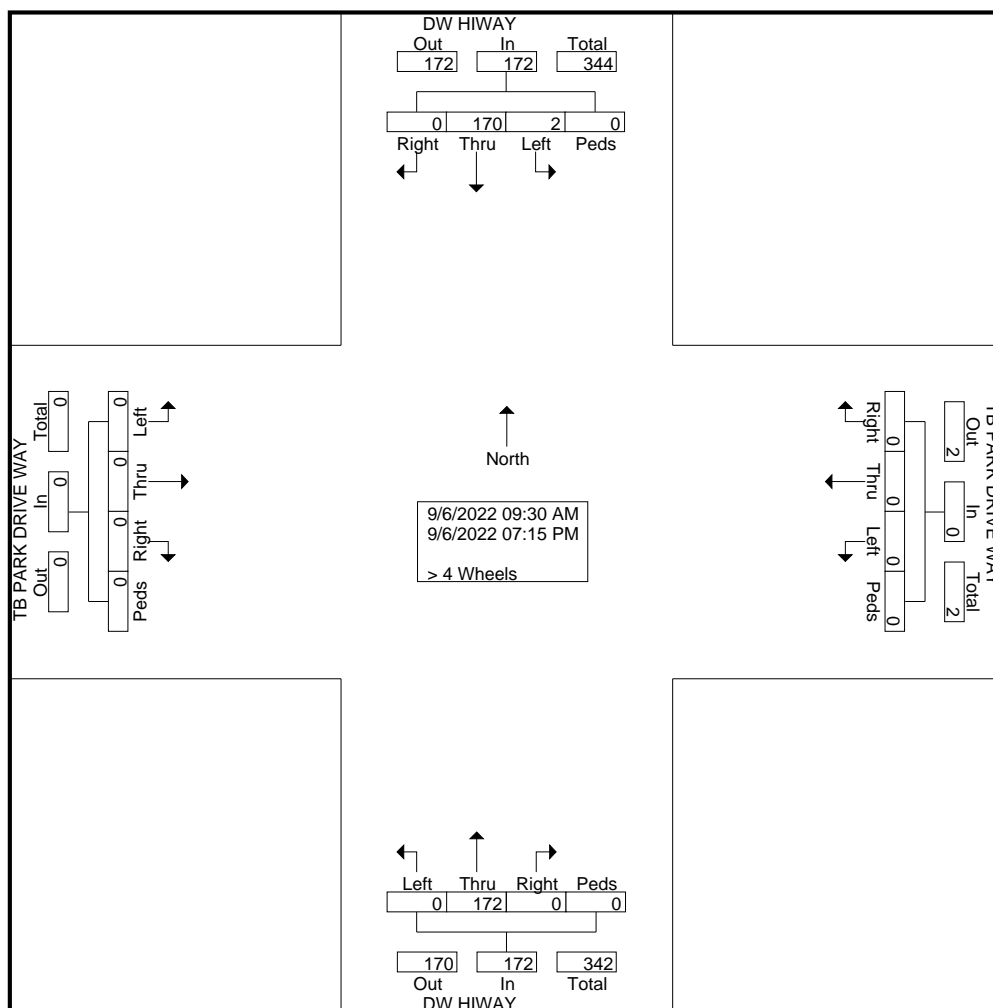 DW HIWAY
Out In Total
172 172 344
0 170 2 0
Right Thru Left Peds
TB PARK DRIVE WAY
Total In Out
0 0 0
0 0 0 0
Left Thru Right Peds
North
9/6/2022 09:30 AM
9/6/2022 07:15 PM
> 4 Wheels
Right Thru Left Peds
0 0 0 0
2 0 2
Out In Total
TB PARK DRIVE WAY
Left Thru Right Peds
0 172 0 0
170 172 342
Out In Total
DW HIWAY